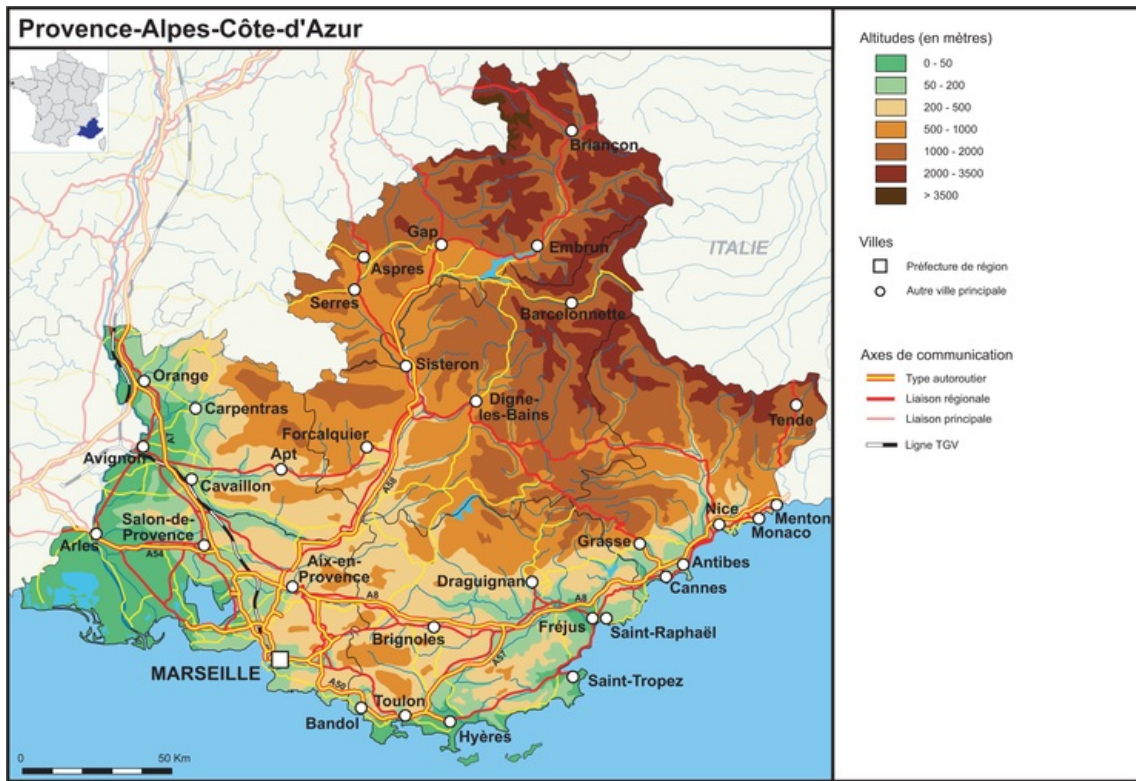 Provence-Alpes-Côte-d'Azur
Briançon
ITALIE
Gap
Embrun
Aspres
Serres
Barcelonnette
Sisteron
Orange
Digne-
les-Bains
Carpentras
Tende
Forcalquier
A7
Avignon
Apt
Cavaillon
A58
Nice
Menton
Monaco
Salon-de-
Provence
Grasse
Arles
A54
Antibes
Aix-en-
Provence
Draguignan
Cannes
A8
A8
Fréjus
Saint-Raphaël
Brignoles
MARSEILLE
A57
A50
Saint-Tropez
Toulon
Bandol
Hyères
0
50 Km
Altitudes (en mètres)
0 - 50
50 - 200
200 - 500
500 - 1000
1000 - 2000
2000 - 3500
> 3500
Villes
Préfecture de région
Autre ville principale
Axes de communication
Type autoroutier
Liaison régionale
Liaison principale
Ligne TGV